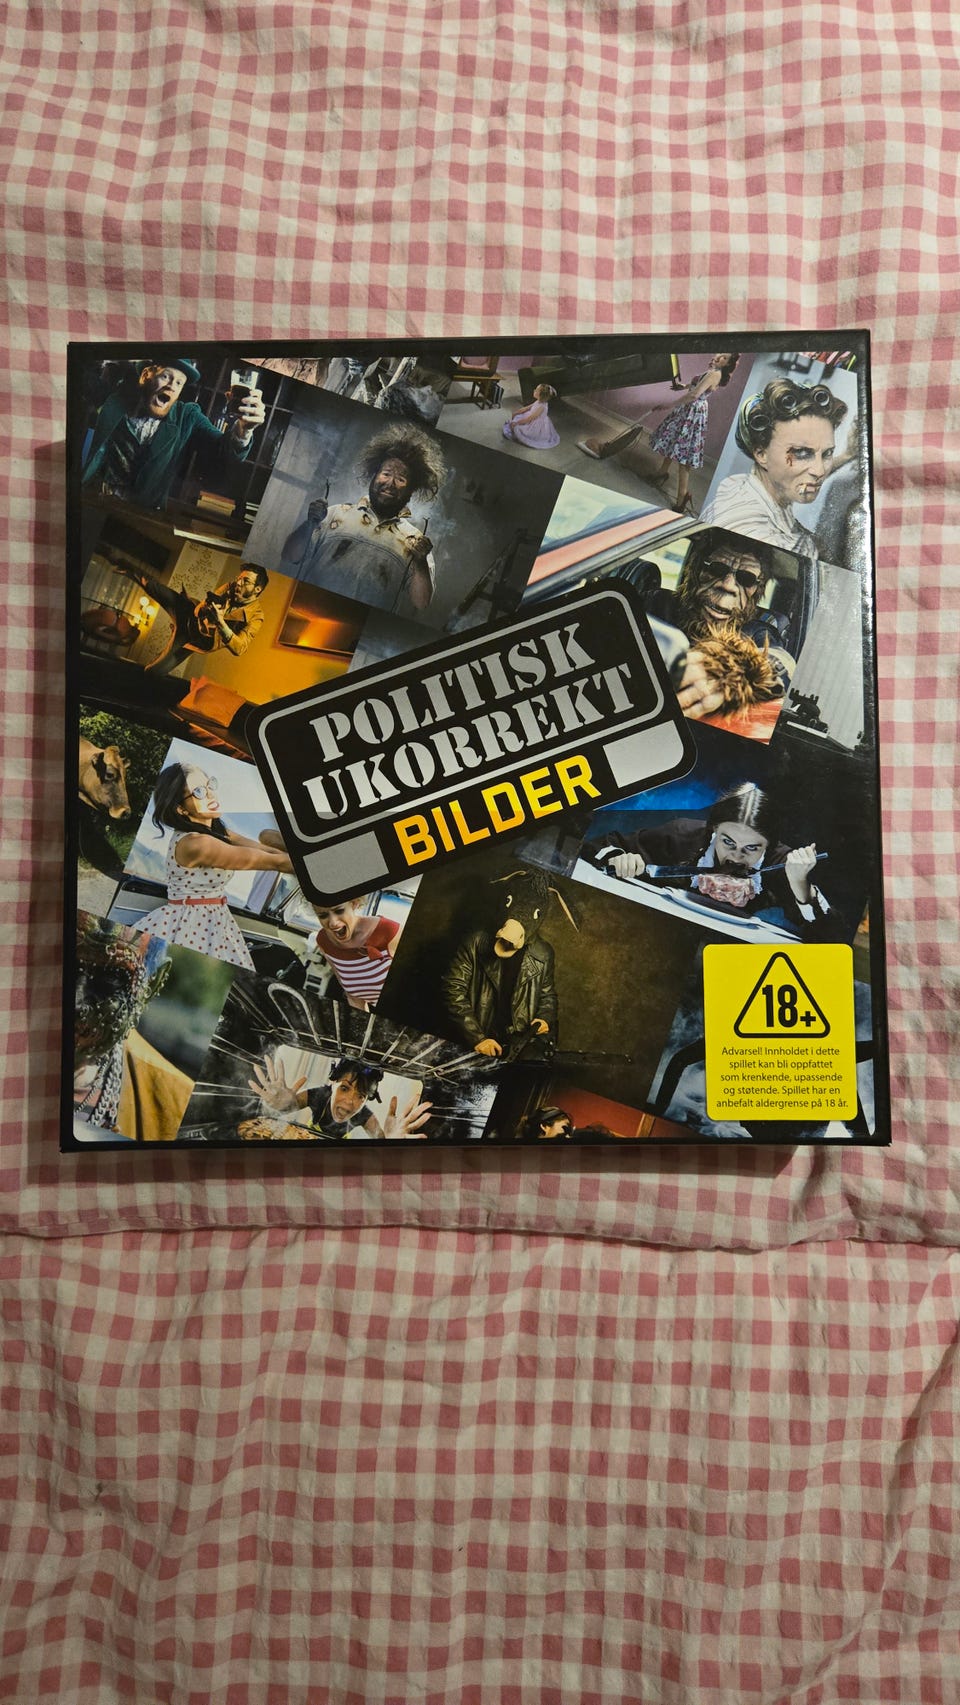 POLITISK
UKORREKT
BILDER
18+
Advarsel! Innholdet i dette
spillet kan bli oppfattet
som krenkende, upassende
og støtende. Spillet har en
anbefalt aldergrense på 18 år.